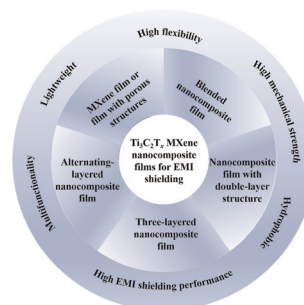 High flexibility
Lightweight
High mechanical strength
Multifunctionality
Hydrophobic
High EMI shielding performance
MXene film or
film with porous
structures
Blended
nanocomposite
film
Ti₃C₂Tₓ MXene
nanocomposite
films for EMI
shielding
Alternating-
layered nanocomposite
film
Nanocomposite
film with
double-layer
structure
Three-layered
nanocomposite
film